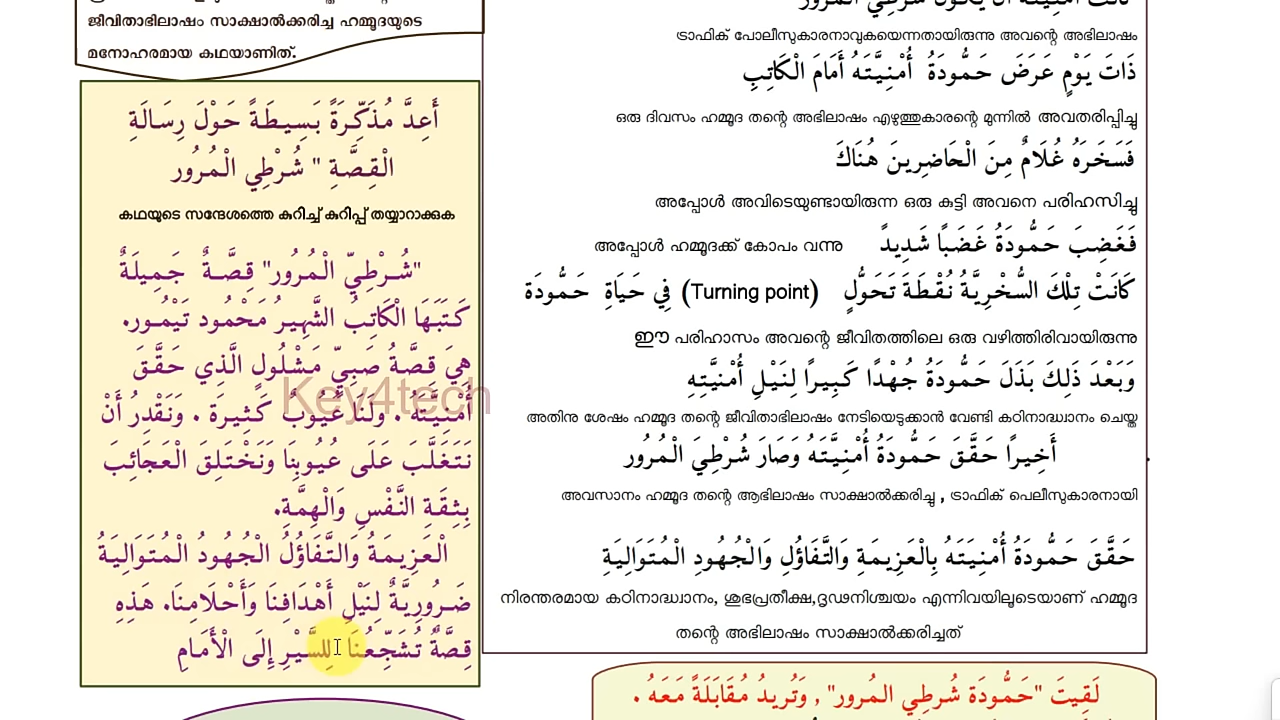 ജീവിതാഭിലാഷം സാക്ഷാൽക്കരിച്ച ഹമ്മൂദയുടെ
മനോഹരമായ കഥയാണിത്.
أَعِدَّ مُذَكِّرَةً بَسِيطَةً حَوْلَ رِسَالَةِ
الْقِصَّةِ " شُرْطِي الْمُرُور
കഥയുടെ സന്ദേശത്തെ കുറിച്ച് കുറിപ്പ് തയ്യാറാക്കുക
"شُرْطِيّ الْمُرُور" قِصَّةٌ جَمِيلَةٌ
كَتَبَهَا الْكَاتِبُ الشَّهِيرُ مَحْمُود تَيْمُور.
هِيَ قِصَّةُ صَبِيّ مَشْلُولٍ الَّذِي حَقَّقَ
أُمْنِيَّتَهُ . وَلَنَا عُيُوبٌ كَثِيرَة . وَنَقْدِرُ أَنْ
نَتَغَلَّبَ عَلَى عُيُوبِنَا وَنَخْتَلِقَ الْعَجَائِبَ
بِثِقَةِ النَّفْسِ وَالْهِمَّةِ.
الْعَزِيمَةُ وَالتَّفَاؤُلُ الْجُهُودُ الْمُتَوَالِيَةُ
ضَرُورِيَّةٌ لِنَيْلِ أَهْدَافِنَا وَأَحْلَامِنَا. هَذِهِ
قِصَّةٌ تُشَجِّعُنَا لِلسَّيْرِ إِلَى الْأَمَامِ
Key4tech
ട്രാഫിക് പോലീസുകാരനാവുകയെന്നതായിരുന്നു അവന്റെ അഭിലാഷം
ذَاتَ يَوْمٍ عَرَضَ حَمُّودَةُ أُمْنِيَّتَهُ أَمَامَ الْكَاتِبِ
ഒരു ദിവസം ഹമ്മൂദ തന്റെ അഭിലാഷം എഴുത്തുകാരന്റെ മുന്നിൽ അവതരിപ്പിച്ചു
فَسَخَرَهُ غُلَامٌ مِنَ الْحَاضِرِينَ هُنَاكَ
അപ്പോൾ അവിടെയുണ്ടായിരുന്ന ഒരു കുട്ടി അവനെ പരിഹസിച്ചു
فَغَضِبَ حَمُّودَةُ غَضَبًا شَدِيدً അപ്പോൾ ഹമ്മൂദക്ക് കോപം വന്നു
كَانَتْ تِلْكَ السُّخْرِيَّةُ نُقْطَةَ تَحَوُّلٍ (Turning point) فِي حَيَاةِ حَمُّودَة
ഈ പരിഹാസം അവന്റെ ജീവിതത്തിലെ ഒരു വഴിത്തിരിവായിരുന്നു
وَبَعْدَ ذَلِكَ بَذَلَ حَمُّودَةُ جُهْدًا كَبِيرًا لِنَيْلِ أُمْنِيَّتِهِ
അതിനു ശേഷം ഹമ്മൂദ തന്റെ ജീവിതാഭിലാഷം നേടിയെടുക്കാൻ വേണ്ടി കഠിനാദ്ധ്വാനം ചെയ്ത
أَخِيرًا حَقَّقَ حَمُّودَةُ أُمْنِيَّتَهُ وَصَارَ شُرْطِيَ الْمُرُور
അവസാനം ഹമ്മൂദ തന്റെ ആഭിലാഷം സാക്ഷാൽക്കരിച്ചു , ട്രാഫിക് പെലീസുകാരനായി
حَقَّقَ حَمُّودَةُ أُمْنِيَتَهُ بِالْعَزِيمَةِ وَالتَّفَاؤُلِ وَالْجُهُودِ الْمُتَوَالِيَةِ
നിരന്തരമായ കഠിനാദ്ധ്വാനം, ശുഭപ്രതീക്ഷ,ദൃഢനിശ്ചയം എന്നിവയിലൂടെയാണ് ഹമ്മൂദ
തന്റെ അഭിലാഷം സാക്ഷാൽക്കരിച്ചത്
لَقِيتَ "حَمُّودَة شُرطِي المُرور" , وَتُرِيدُ مُقَابَلَةً مَعَهُ .